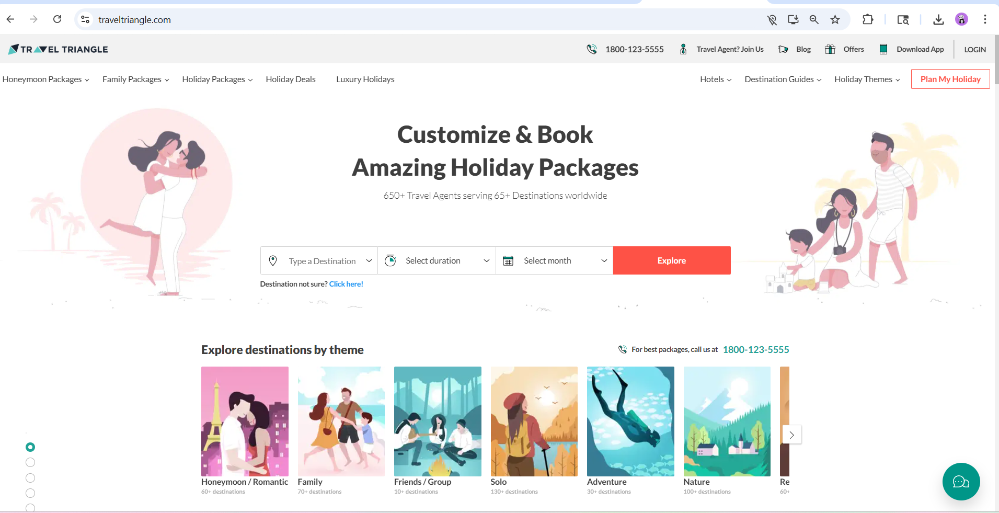 traveltriangle.com
TRAVEL TRIANGLE
1800-123-5555
Travel Agent? Join Us
Blog
Offers
Download App
LOGIN
Honeymoon Packages
Family Packages
Holiday Packages
Holiday Deals
Luxury Holidays
Hotels
Destination Guides
Holiday Themes
Plan My Holiday
Customize & Book
Amazing Holiday Packages
650+ Travel Agents serving 65+ Destinations worldwide
Type a Destination
Select duration
Select month
Explore
Destination not sure? Click here!
Explore destinations by theme
For best packages, call us at 1800-123-5555
Honeymoon / Romantic
60+ destinations
Family
70+ destinations
Friends / Group
10+ destinations
Solo
130+ destinations
Adventure
30+ destinations
Nature
100+ destinations
Re
60+